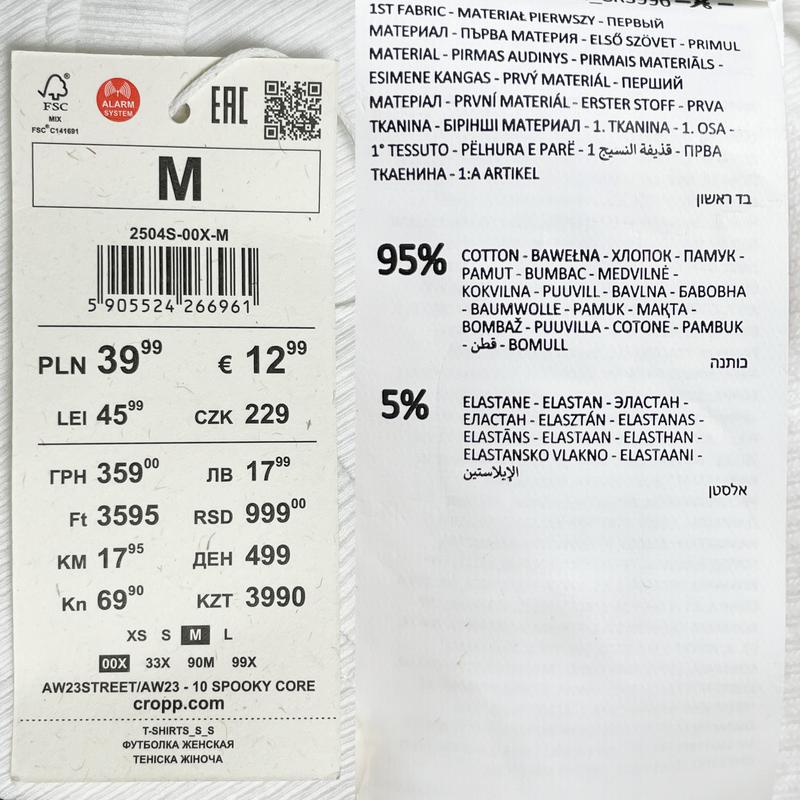 FSC
MIX
FSC® C141691
ALARM
SYSTEM
EAC
M
2504S-00X-M
5 905524 266961
PLN 39 99
€ 12 99
LEI 45 99
CZK 229
ГРН 359 00
ЛВ 17 99
Ft 3595
RSD 999 00
KM 17 95
ДЕН 499
Kn 69 90
KZT 3990
XS S M L
00X 33X 90M 99X
AW23STREET/AW23 - 10 SPOOKY CORE
cropp.com
T-SHIRTS_S_S
ФУТБОЛКА ЖЕНСКАЯ
ТЕНІСКА ЖІНОЧА
1ST FABRIC - MATERIAŁ PIERWSZY - ПЕРВЫЙ
МАТЕРИАЛ - ПЪРВА МАТЕРИЯ - ELSŐ SZÖVET - PRIMUL
MATERIAL - PIRMAS AUDINYS - PIRMAIS MATERIĀLS -
ESIMENE KANGAS - PRVÝ MATERIÁL - ПЕРШИЙ
МАТЕРІАЛ - PRVNÍ MATERIÁL - ERSTER STOFF - PRVA
TKANINA - БІРІНШІ МАТЕРИАЛ - 1. TKANINA - 1. OSA -
1° TESSUTO - PËLHURA E PARË - 1 قذيفة النسيج - ПРВА
ТКАЕНИНА - 1:A ARTIKEL
בד ראשון
95% COTTON - BAWEŁNA - ХЛОПОК - ПАМУК -
PAMUT - BUMBAC - MEDVILNĖ -
KOKVILNA - PUUVILL - BAVLNA - БАВОВНА
- BAUMWOLLE - PAMUK - МАҚТА -
BOMBAŽ - PUUVILLA - COTONE - PAMBUK
- قطن - BOMULL
כותנה
5% ELASTANE - ELASTAN - ЭЛАСТАН -
ЕЛАСТАН - ELASZTÁN - ELASTANAS -
ELASTĀNS - ELASTAAN - ELASTHAN -
ELASTANSKO VLAKNO - ELASTAANI -
الإيلاستين
אלסטן